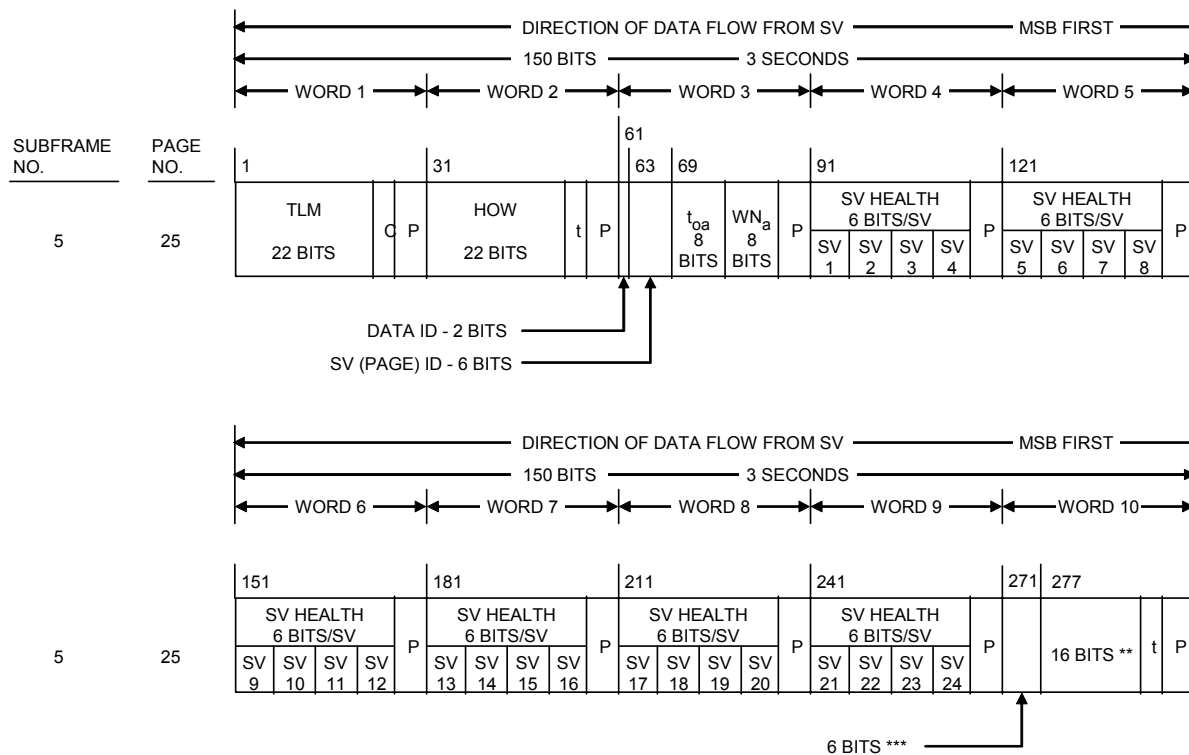 DIRECTION OF DATA FLOW FROM SV MSB FIRST
150 BITS 3 SECONDS
WORD 1 WORD 2 WORD 3 WORD 4 WORD 5
SUBFRAME NO. PAGE NO.
61
1 31 63 69 91 121
5 25
TLM
22 BITS
C P
HOW
22 BITS
t P
toa
8
BITS
WNa
8
BITS
P
SV HEALTH
6 BITS/SV
SV 1 SV 2 SV 3 SV 4
P
SV HEALTH
6 BITS/SV
SV 5 SV 6 SV 7 SV 8
P
DATA ID - 2 BITS
SV (PAGE) ID - 6 BITS
DIRECTION OF DATA FLOW FROM SV MSB FIRST
150 BITS 3 SECONDS
WORD 6 WORD 7 WORD 8 WORD 9 WORD 10
151 181 211 241 271 277
5 25
SV HEALTH
6 BITS/SV
SV 9 SV 10 SV 11 SV 12
P
SV HEALTH
6 BITS/SV
SV 13 SV 14 SV 15 SV 16
P
SV HEALTH
6 BITS/SV
SV 17 SV 18 SV 19 SV 20
P
SV HEALTH
6 BITS/SV
SV 21 SV 22 SV 23 SV 24
P
16 BITS ** t P
6 BITS ***